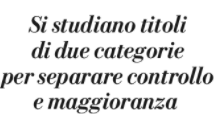 Si studiano titoli
di due categorie
per separare controllo
e maggioranza